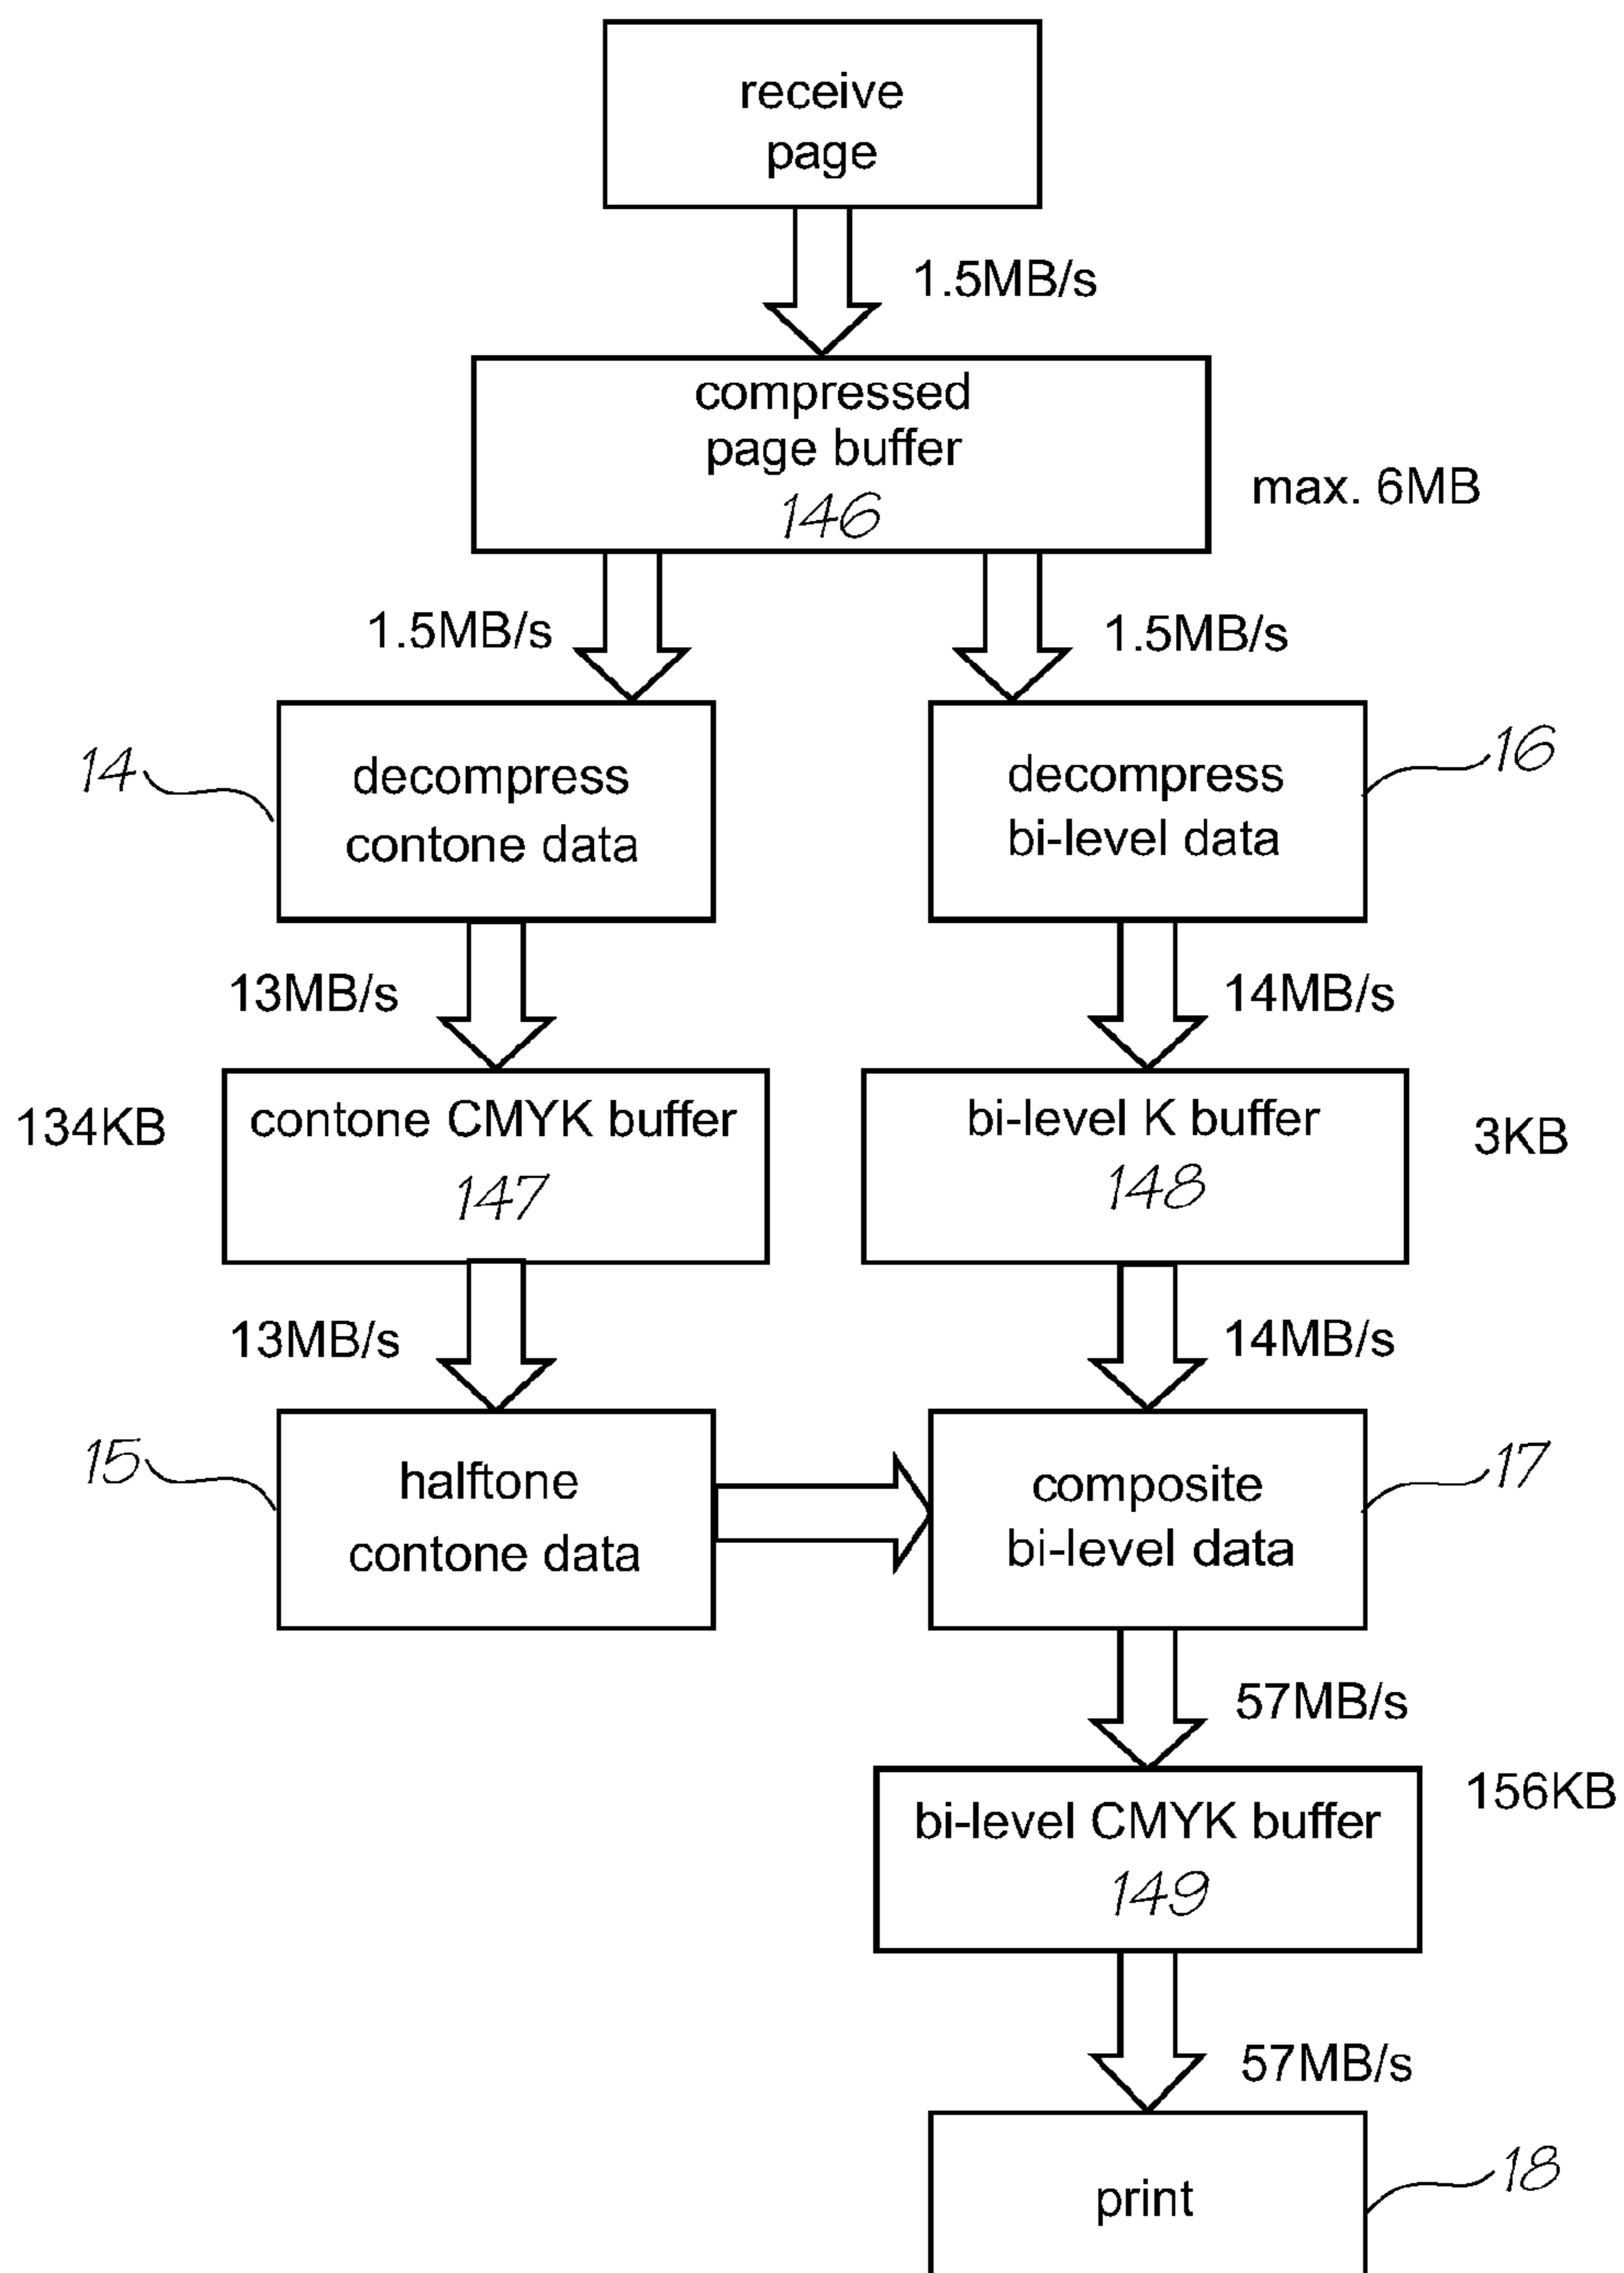 receive
page
1.5MB/s
compressed
page buffer
146
max. 6MB
1.5MB/s
1.5MB/s
14
decompress
contone data
decompress
bi-level data
16
13MB/s
14MB/s
134KB
contone CMYK buffer
147
bi-level K buffer
148
3KB
13MB/s
14MB/s
15
halftone
contone data
composite
bi-level data
17
57MB/s
bi-level CMYK buffer
149
156KB
57MB/s
print
18